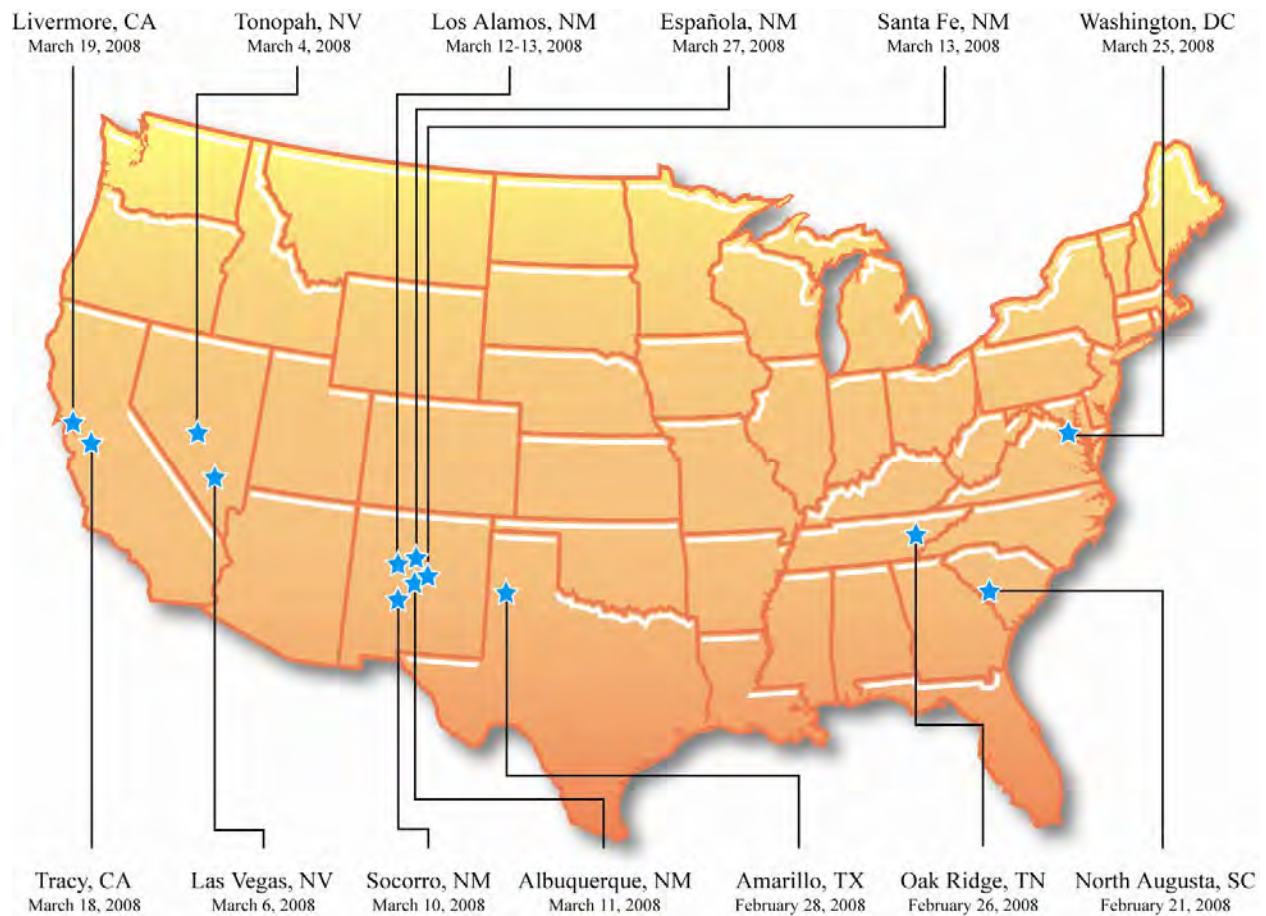 Livermore, CA
March 19, 2008
Tonopah, NV
March 4, 2008
Los Alamos, NM
March 12-13, 2008
Española, NM
March 27, 2008
Santa Fe, NM
March 13, 2008
Washington, DC
March 25, 2008
Tracy, CA
March 18, 2008
Las Vegas, NV
March 6, 2008
Socorro, NM
March 10, 2008
Albuquerque, NM
March 11, 2008
Amarillo, TX
February 28, 2008
Oak Ridge, TN
February 26, 2008
North Augusta, SC
February 21, 2008